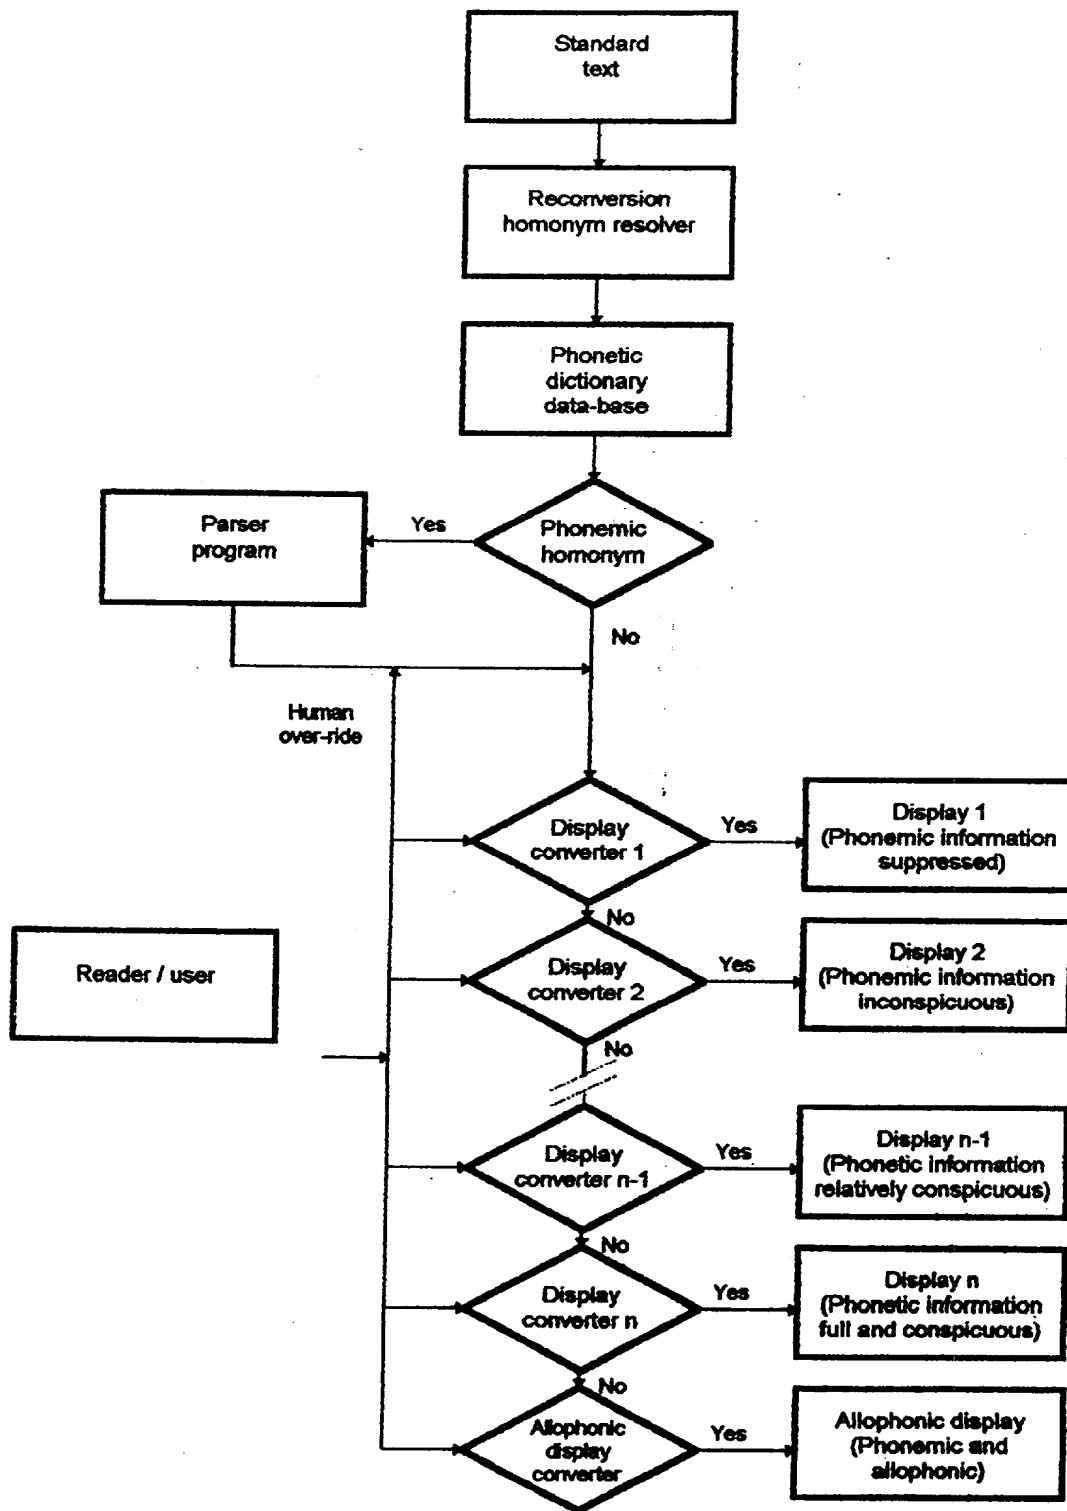 Standard
text
Reconversion
homonym resolver
Phonetic
dictionary
data-base
Parser
program
Yes
Phonemic
homonym
No
Human
over-ride
Display
converter 1
Yes
Display 1
(Phonemic information
suppressed)
No
Reader / user
Display
converter 2
Yes
Display 2
(Phonemic information
inconspicuous)
No
Display
converter n-1
Yes
Display n-1
(Phonetic information
relatively conspicuous)
No
Display
converter n
Yes
Display n
(Phonetic information
full and conspicuous)
No
Allophonic
display
converter
Yes
Allophonic display
(Phonemic and
allophonic)